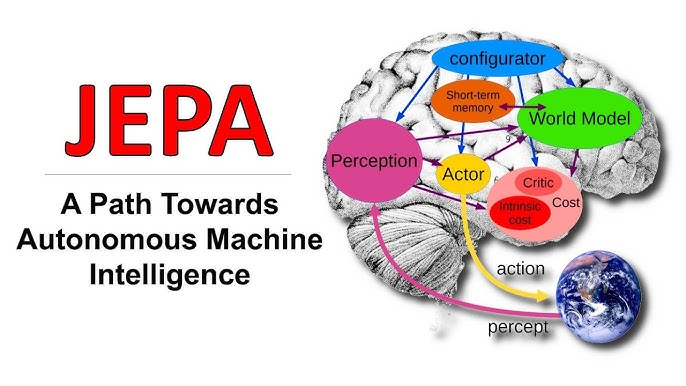 JEPA
A Path Towards
Autonomous Machine
Intelligence
configurator
Short-term
memory
World Model
Perception
Actor
Critic
Cost
Intrinsic
cost
action
percept